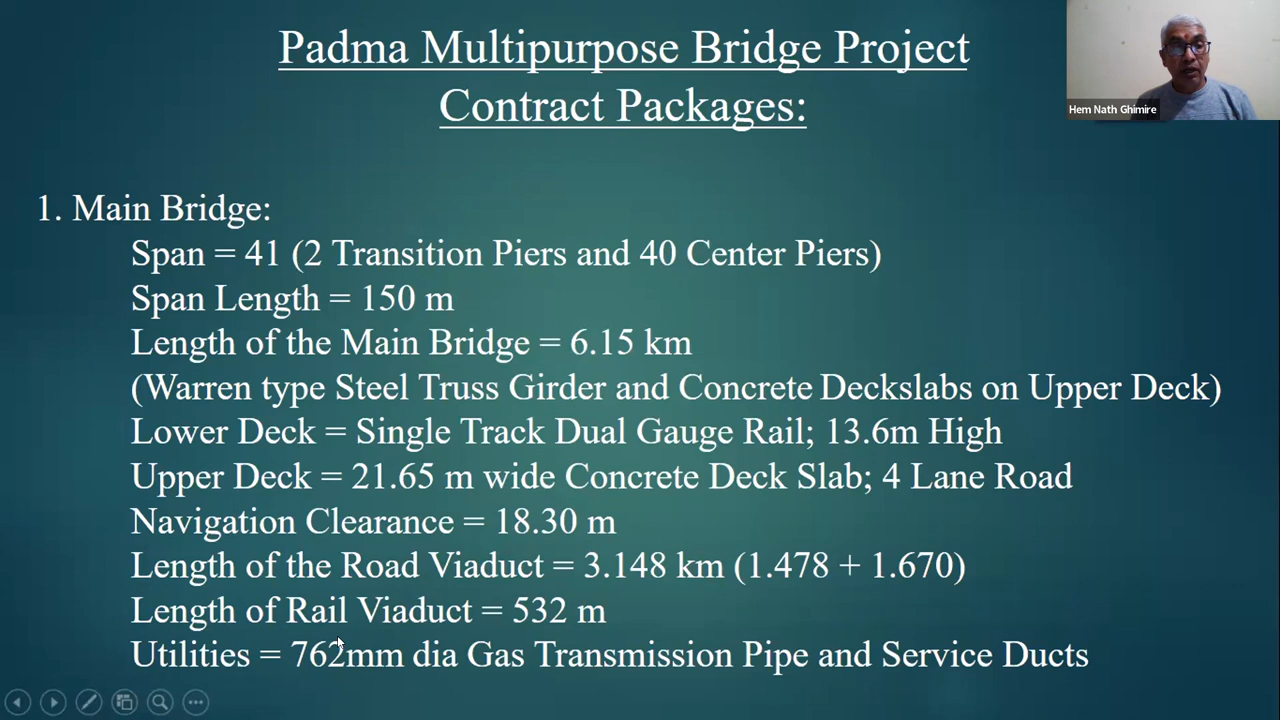 Padma Multipurpose Bridge Project
Contract Packages:
Hem Nath Ghimire
1. Main Bridge:
Span = 41 (2 Transition Piers and 40 Center Piers)
Span Length = 150 m
Length of the Main Bridge = 6.15 km
(Warren type Steel Truss Girder and Concrete Deckslabs on Upper Deck)
Lower Deck = Single Track Dual Gauge Rail; 13.6m High
Upper Deck = 21.65 m wide Concrete Deck Slab; 4 Lane Road
Navigation Clearance = 18.30 m
Length of the Road Viaduct = 3.148 km (1.478 + 1.670)
Length of Rail Viaduct = 532 m
Utilities = 762mm dia Gas Transmission Pipe and Service Ducts